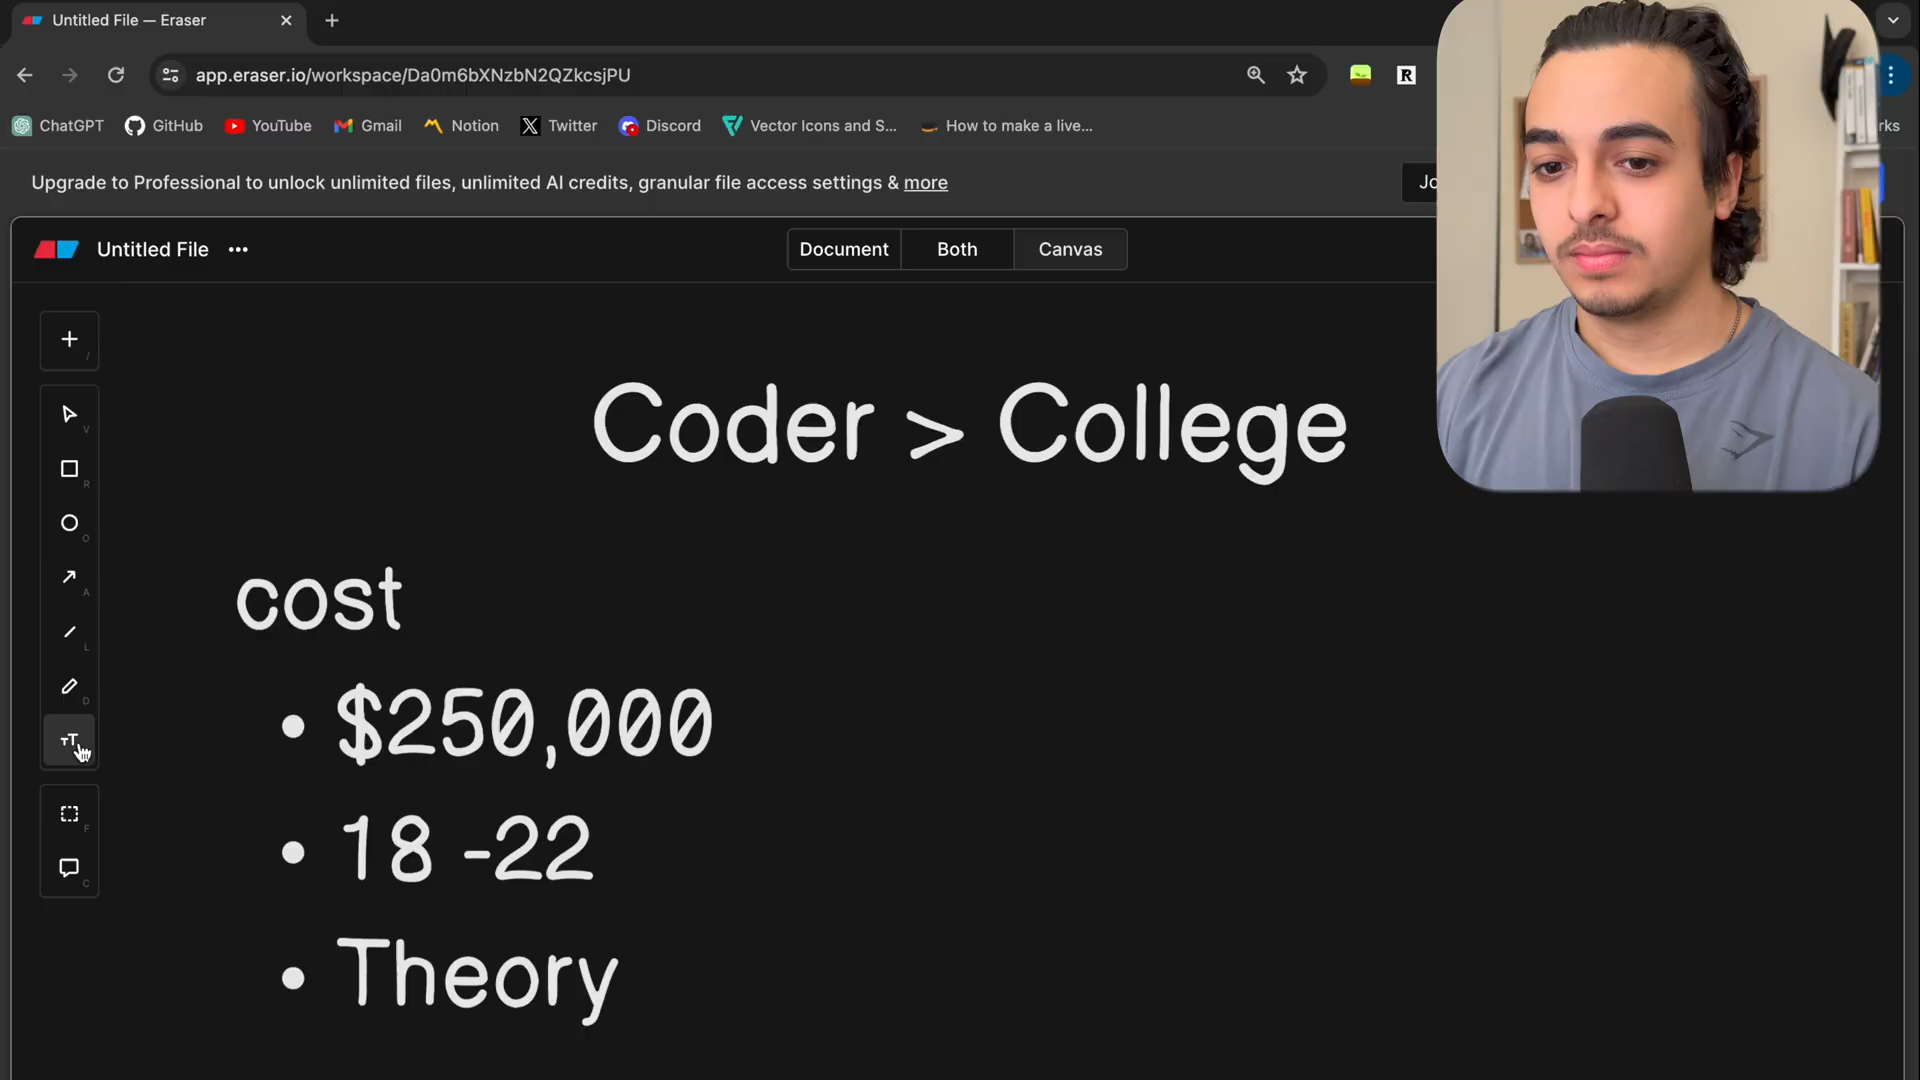 Untitled File — Eraser
app.eraser.io/workspace/Da0m6bXNzbN2QZkcsjPU
R
ChatGPT GitHub YouTube Gmail Notion Twitter Discord Vector Icons and S... How to make a live... rks
Upgrade to Professional to unlock unlimited files, unlimited AI credits, granular file access settings & more
Jo
Untitled File ••• Document Both Canvas
/
V
R
O
A
L
D
TT
F
C
Coder > College
cost
• $250,000
• 18 -22
• Theory